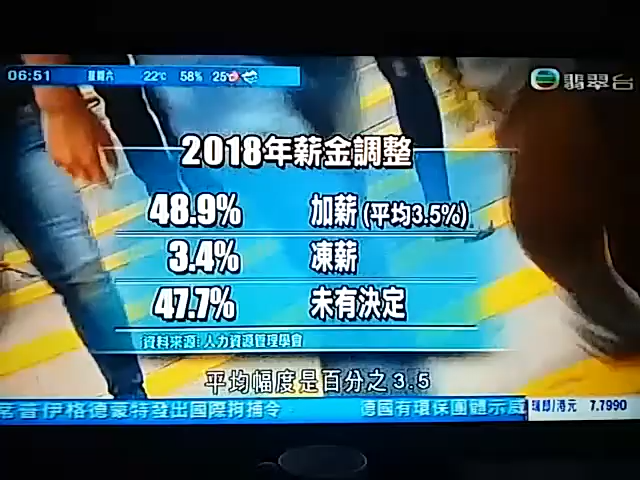 06:51 星期六 22℃ 58% 25
翡翠台
2018年薪金調整
48.9% 加薪(平均3.5%)
3.4% 凍薪
47.7% 未有決定
資料來源:人力資源管理學會
平均幅度是百分之3.5
普伊格德蒙特發出國際拘捕令 德國有環保團體示威
瑞郎/港元 7.7990